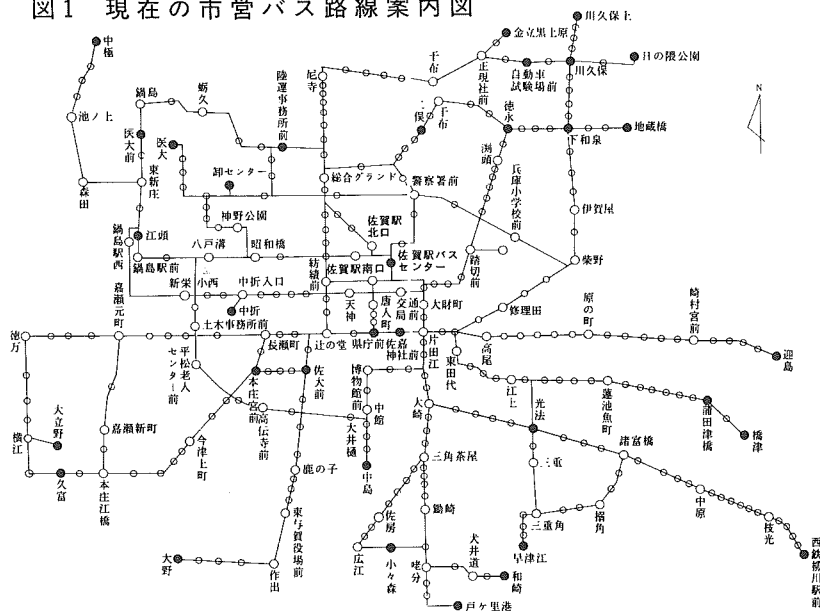 図1 現在の市営バス路線案内図
川久保上
金立黒上原
日の隈公園
中極
千布
正現社前
自動車試験場前
川久保
陸運事務所前
尼寺
鍋島
蛎久
池ノ上
医大前
医大
二俣
千布
徳永
下和泉
地蔵橋
東新庄
卸センター
総合グランド
警察署前
潟頭
兵庫小学校前
森田
神野公園
佐賀駅北口
伊賀屋
江頭
鍋島駅西
八戸溝
昭和橋
鍋島駅前
紡績前
佐賀駅南口
佐賀駅バスセンター
踏切前
柴野
嘉瀬元町
新栄
小西
中折入口
中折
天神
唐人町
交局通前
大財町
修理田
原の町
崎村宮前
徳万
土木事務所前
長瀬町
辻の堂
県庁前
佐嘉神社前
片田江
東田代
高尾
迎島
平松老人センター前
本庄宮前
佐大前
博物館前
江上
光法
蓮池魚町
蒲田津橋
橋津
大立野
嘉瀬新町
高伝寺前
中館
大井樋
大崎
諸富橋
横江
今津上町
三角茶屋
三重
久富
本庄江橋
鹿の子
中島
中原
鋤崎
三重角
搦角
枝光
東与賀役場前
佐房
犬井道
早津江
西鉄柳川駅前
大野
作出
広江
小々森
咾分
和崎
戸ケ里港
N